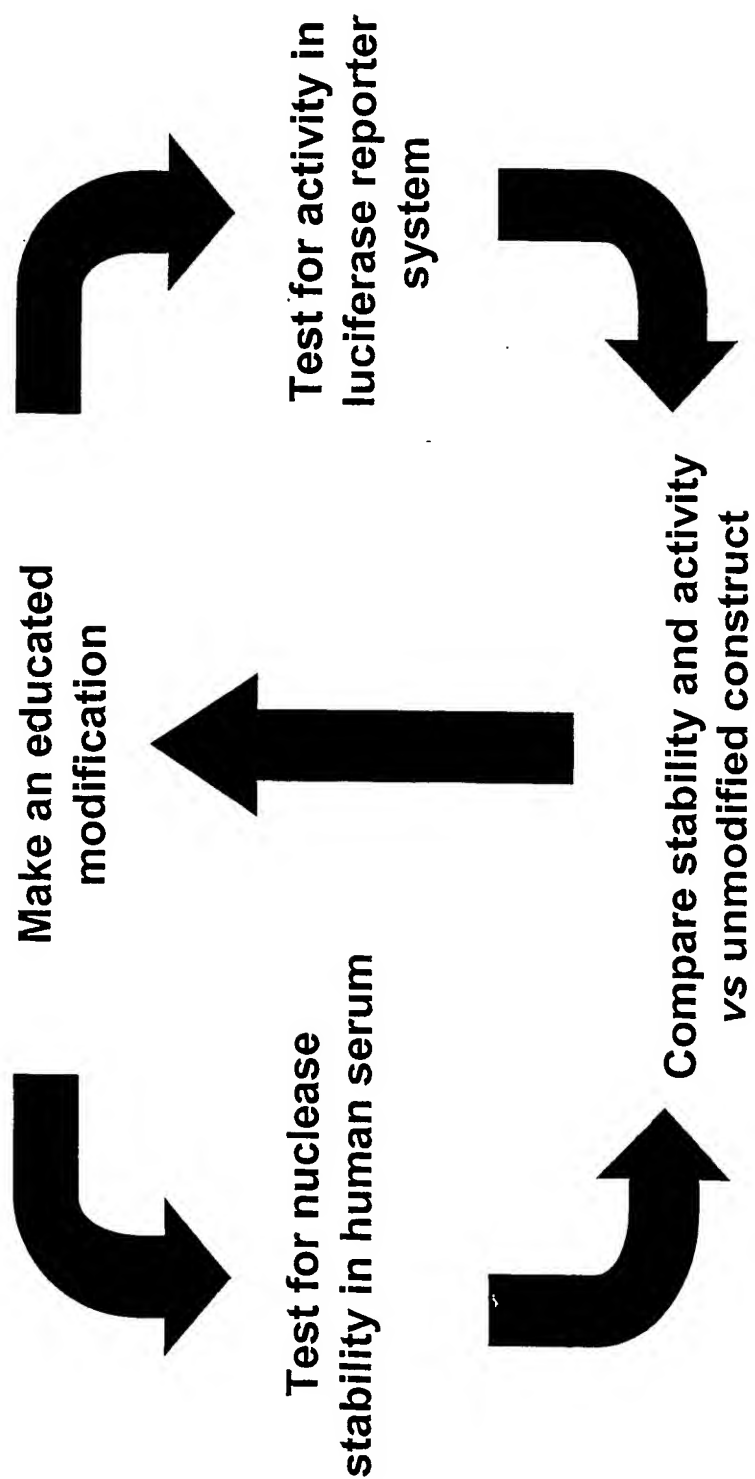 Make an educated
modification
Test for nuclease
stability in human serum
Test for activity in
luciferase reporter
system
Compare stability and activity
vs unmodified construct